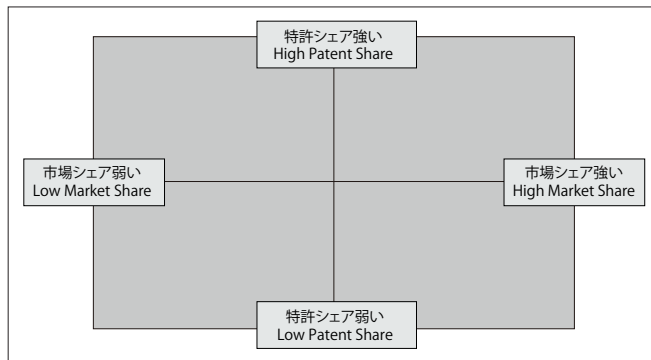 特許シェア強い
High Patent Share
市場シェア弱い
Low Market Share
市場シェア強い
High Market Share
特許シェア弱い
Low Patent Share